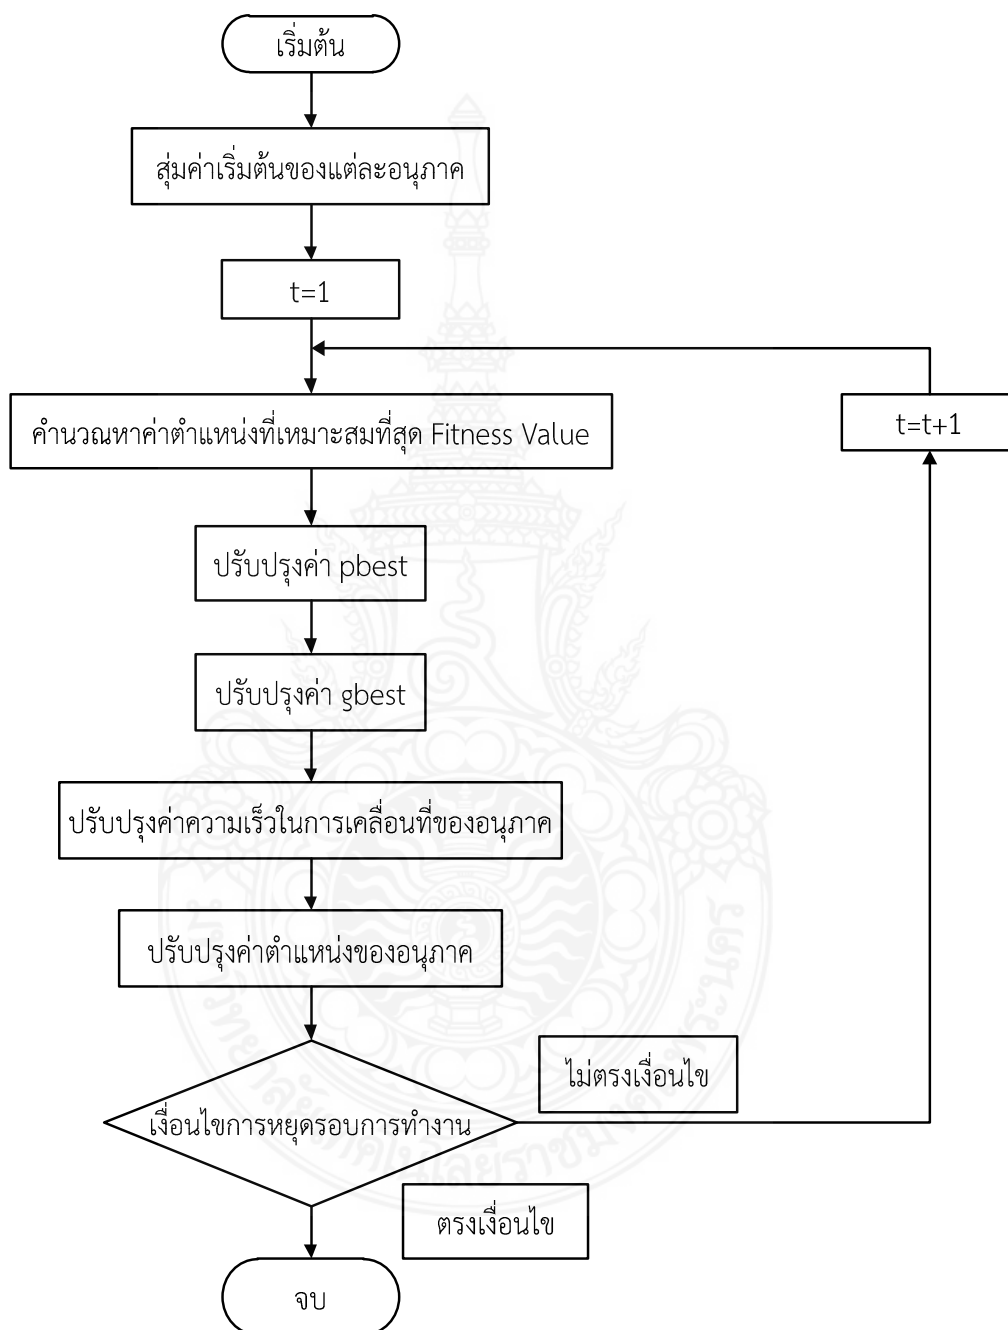 เริ่มต้น
สุ่มค่าเริ่มต้นของแต่ละอนุภาค
t=1
คำนวณหาค่าตำแหน่งที่เหมาะสมที่สุด Fitness Value
t=t+1
ปรับปรุงค่า pbest
ปรับปรุงค่า gbest
ปรับปรุงค่าความเร็วในการเคลื่อนที่ของอนุภาค
ปรับปรุงค่าตำแหน่งของอนุภาค
ไม่ตรงเงื่อนไข
เงื่อนไขการหยุดรอบการทำงาน
ตรงเงื่อนไข
จบ